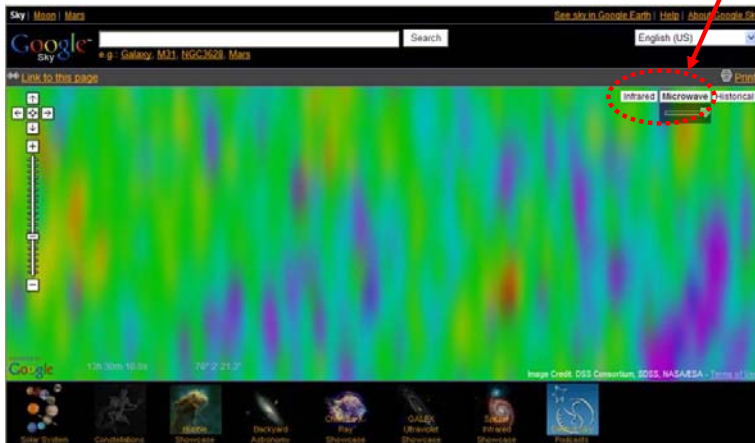 Sky | Moon | Mars
See sky in Google Earth | Help | About Google Sky
Google Sky
Search
English (US)
e.g.: Galaxy, M31, NGC3628, Mars
Link to this page
Print
Infrared Microwave Historical
Google
13h 30m
Image Credit: DSS Consortium, SDSS, NASA/ESA - Terms of Use
Solar System
Constellations
Hubble Showcase
Backyard Astronomy
Chandra X-Ray Showcase
GALEX Ultraviolet Showcase
Spitzer Infrared Showcase
Podcasts